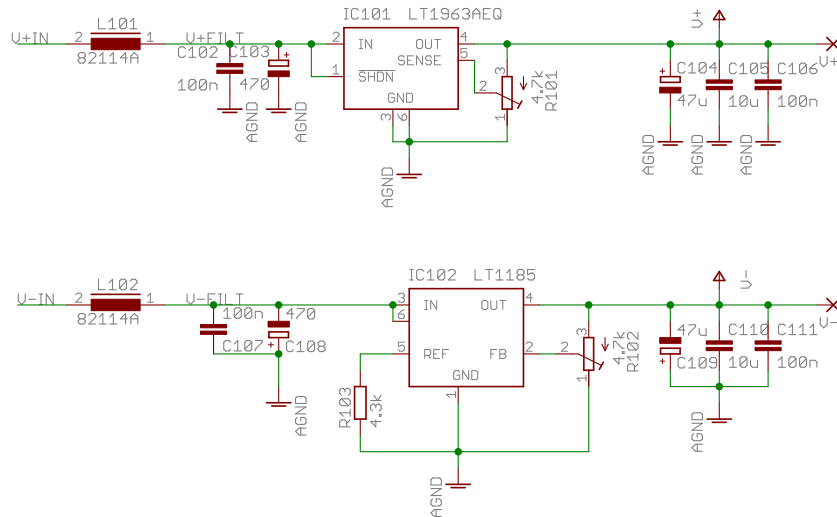 IC101 LT1963AEQ
L101
V+IN 2 1 V+FILT
82114A
C102 C103
100n 470
AGND AGND
2 IN OUT 4
SENSE 5
1 SHDN
GND
3 6
AGND
2 3 1
4.7k
R101
V+
C104 C105 C106
47u 10u 100n
AGND AGND AGND
V+
IC102 LT1185
L102
V-IN 2 1 V-FILT
82114A
100n 470
C107 C108
AGND
3 IN OUT 4
6
5 REF FB 2
GND
1
R103
4.3k
AGND
2 3 1
4.7k
R102
V-
47u C110 C111
C109 10u 100n
AGND
V-